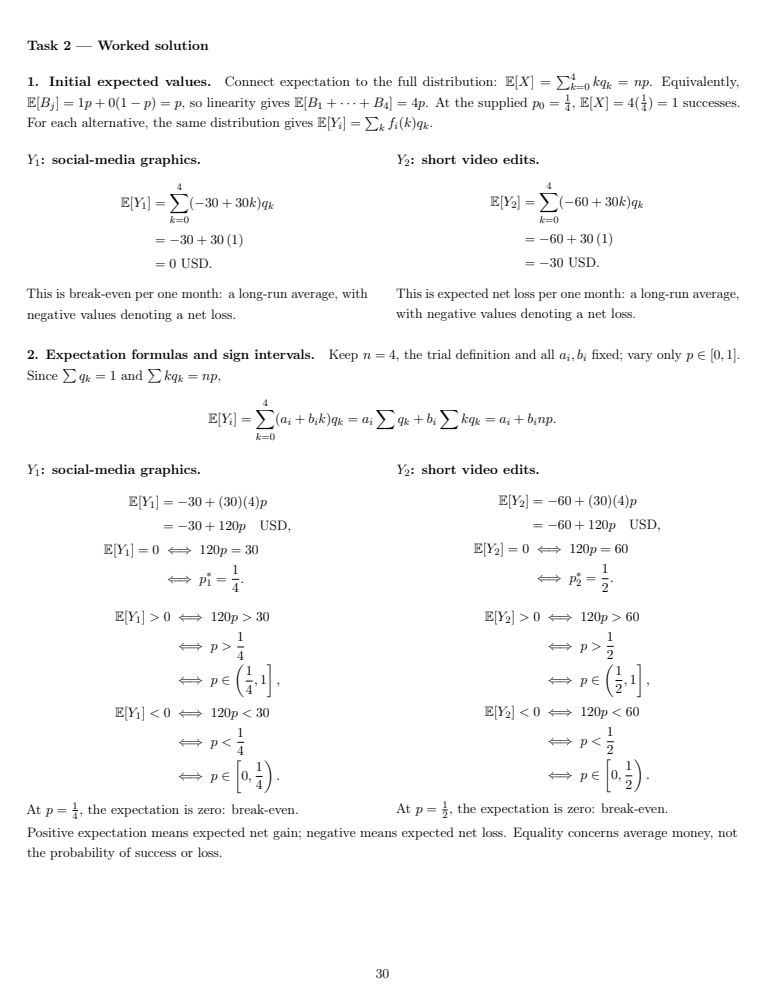 Task 2 — Worked solution
1. Initial expected values. Connect expectation to the full distribution: 𝔼[X] = ∑⁴ₖ₌₀ kqₖ = np. Equivalently,
𝔼[Bⱼ] = 1p + 0(1 − p) = p, so linearity gives 𝔼[B₁ + · · · + B₄] = 4p. At the supplied p₀ = 1/4, 𝔼[X] = 4(1/4) = 1 successes.
For each alternative, the same distribution gives 𝔼[Yᵢ] = ∑ₖ fᵢ(k)qₖ.
Y₁: social-media graphics.
𝔼[Y₁] = ∑⁴ₖ₌₀ (−30 + 30k)qₖ
= −30 + 30 (1)
= 0 USD.
This is break-even per one month: a long-run average, with
negative values denoting a net loss.
Y₂: short video edits.
𝔼[Y₂] = ∑⁴ₖ₌₀ (−60 + 30k)qₖ
= −60 + 30 (1)
= −30 USD.
This is expected net loss per one month: a long-run average,
with negative values denoting a net loss.
2. Expectation formulas and sign intervals. Keep n = 4, the trial definition and all aᵢ, bᵢ fixed; vary only p ∈ [0, 1].
Since ∑ qₖ = 1 and ∑ kqₖ = np,
𝔼[Yᵢ] = ∑⁴ₖ₌₀ (aᵢ + bᵢk)qₖ = aᵢ ∑ qₖ + bᵢ ∑ kqₖ = aᵢ + bᵢnp.
Y₁: social-media graphics.
𝔼[Y₁] = −30 + (30)(4)p
= −30 + 120p USD,
𝔼[Y₁] = 0 ⟺ 120p = 30
⟺ p₁* = 1/4.
𝔼[Y₁] > 0 ⟺ 120p > 30
⟺ p > 1/4
⟺ p ∈ (1/4, 1],
𝔼[Y₁] < 0 ⟺ 120p < 30
⟺ p < 1/4
⟺ p ∈ [0, 1/4).
At p = 1/4, the expectation is zero: break-even.
Y₂: short video edits.
𝔼[Y₂] = −60 + (30)(4)p
= −60 + 120p USD,
𝔼[Y₂] = 0 ⟺ 120p = 60
⟺ p₂* = 1/2.
𝔼[Y₂] > 0 ⟺ 120p > 60
⟺ p > 1/2
⟺ p ∈ (1/2, 1],
𝔼[Y₂] < 0 ⟺ 120p < 60
⟺ p < 1/2
⟺ p ∈ [0, 1/2).
At p = 1/2, the expectation is zero: break-even.
Positive expectation means expected net gain; negative means expected net loss. Equality concerns average money, not
the probability of success or loss.
30